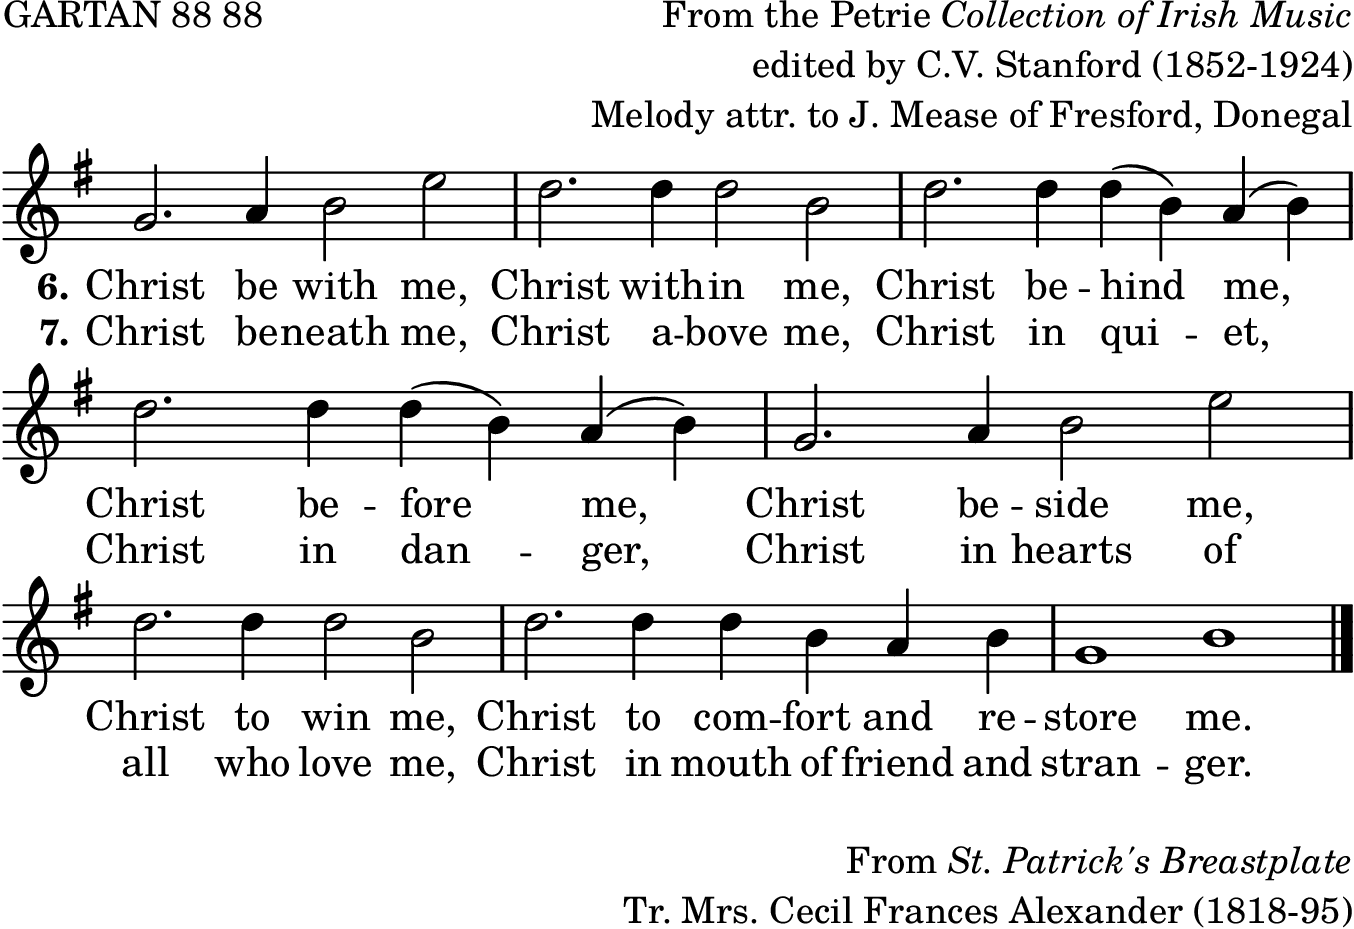 GARTAN 88 88
From the Petrie Collection of Irish Music
edited by C.V. Stanford (1852-1924)
Melody attr. to J. Mease of Fresford, Donegal
6. Christ be with me, Christ with-in me, Christ be - hind me,
7. Christ be-neath me, Christ a-bove me, Christ in qui - et,
Christ be - fore me, Christ be - side me,
Christ in dan - ger, Christ in hearts of
Christ to win me, Christ to com - fort and re - store me.
all who love me, Christ in mouth of friend and stran - ger.
From St. Patrick's Breastplate
Tr. Mrs. Cecil Frances Alexander (1818-95)